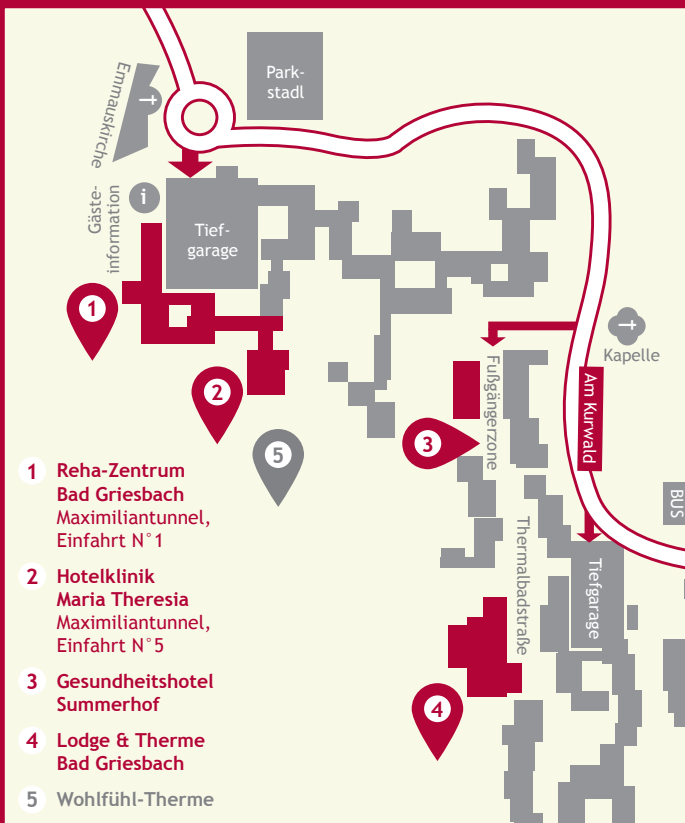 Park-
stadl
Emmauskirche
Gäste-
information
i
Tief-
garage
1
2
3
5
4
Kapelle
Fußgängerzone
Am Kurwald
BUS
Thermalbadstraße
Tiefgarage
1 Reha-Zentrum
Bad Griesbach
Maximiliantunnel,
Einfahrt N°1
2 Hotelklinik
Maria Theresia
Maximiliantunnel,
Einfahrt N°5
3 Gesundheitshotel
Summerhof
4 Lodge & Therme
Bad Griesbach
5 Wohlfühl-Therme